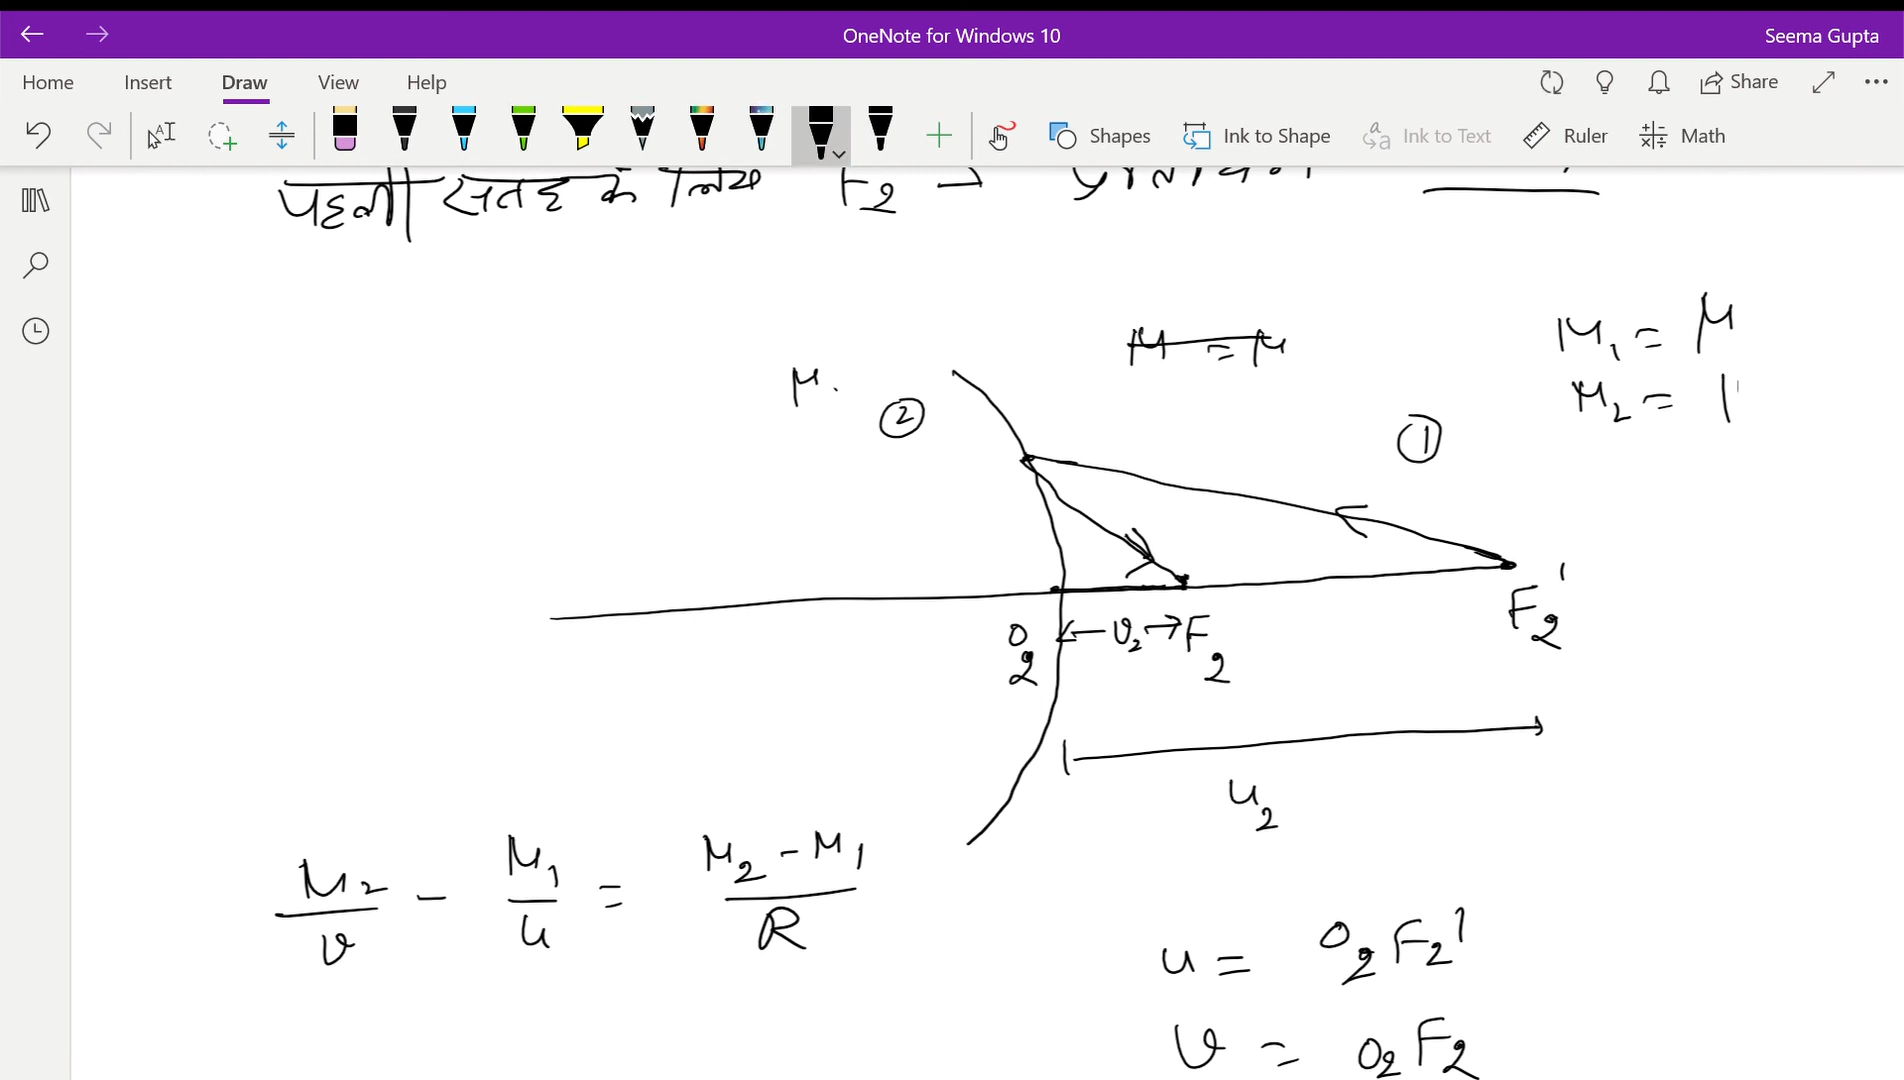 OneNote for Windows 10
Seema Gupta
Home Insert Draw View Help
Share
Shapes Ink to Shape Ink to Text Ruler Math
पहली सतह के लिये F₂ →
μ = μ
μ₁ = μ
μ₂ = 1
μ.
②
①
O₂ ← v₂ → F₂
F₂'
u₂
μ₂/v - μ₁/u = (μ₂ - μ₁)/R
u = O₂F₂'
v = O₂F₂